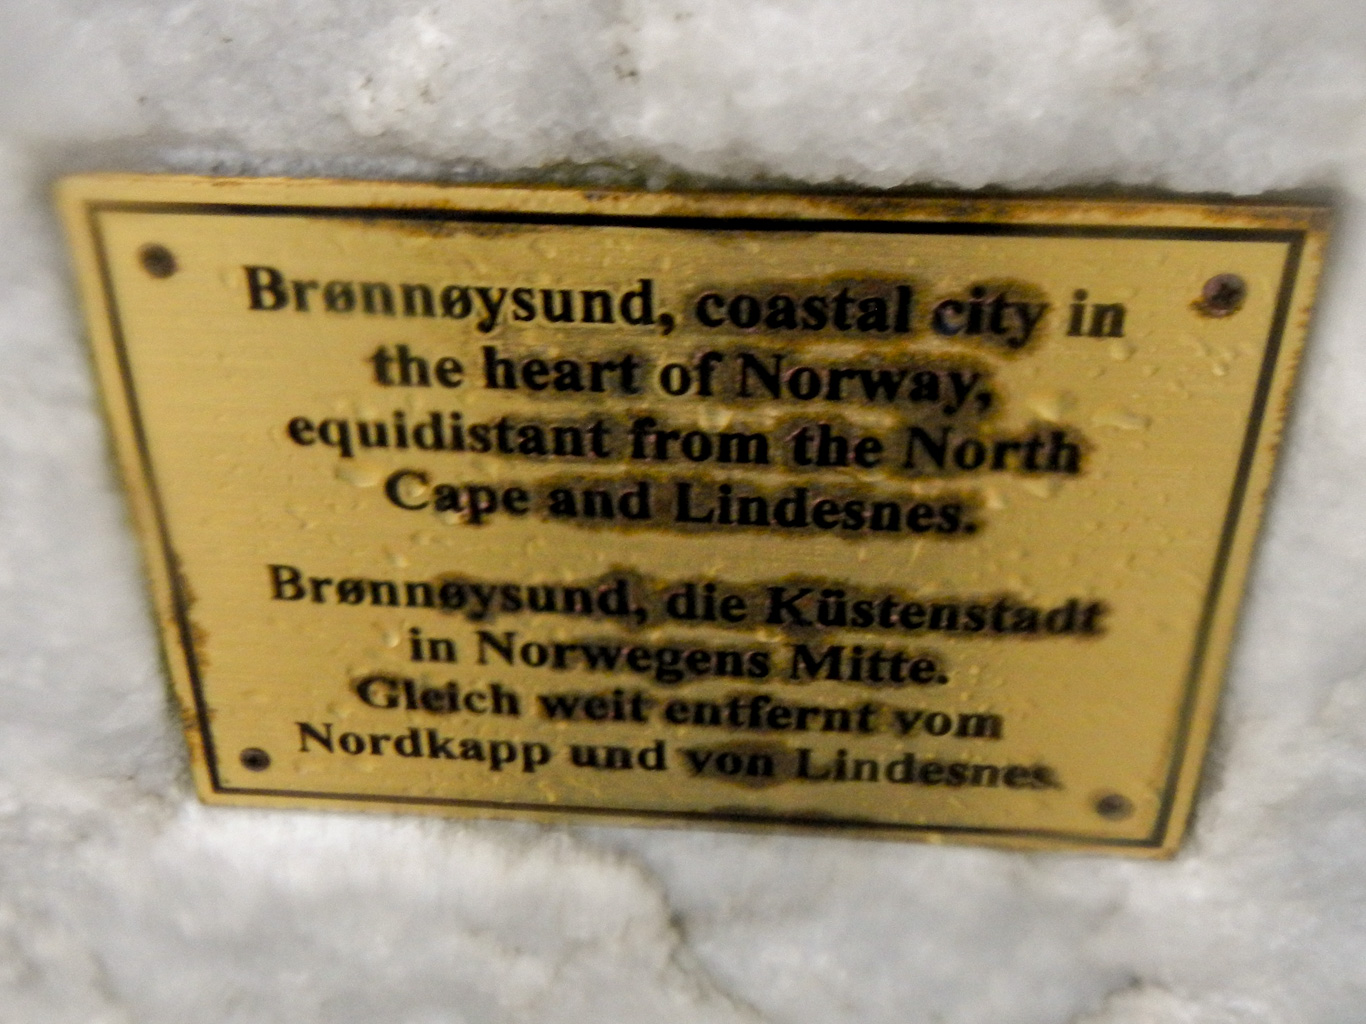 Brønnøysund, coastal city in
the heart of Norway,
equidistant from the North
Cape and Lindesnes.
Brønnøysund, die Küstenstadt
in Norwegens Mitte.
Gleich weit entfernt vom
Nordkapp und von Lindesnes.